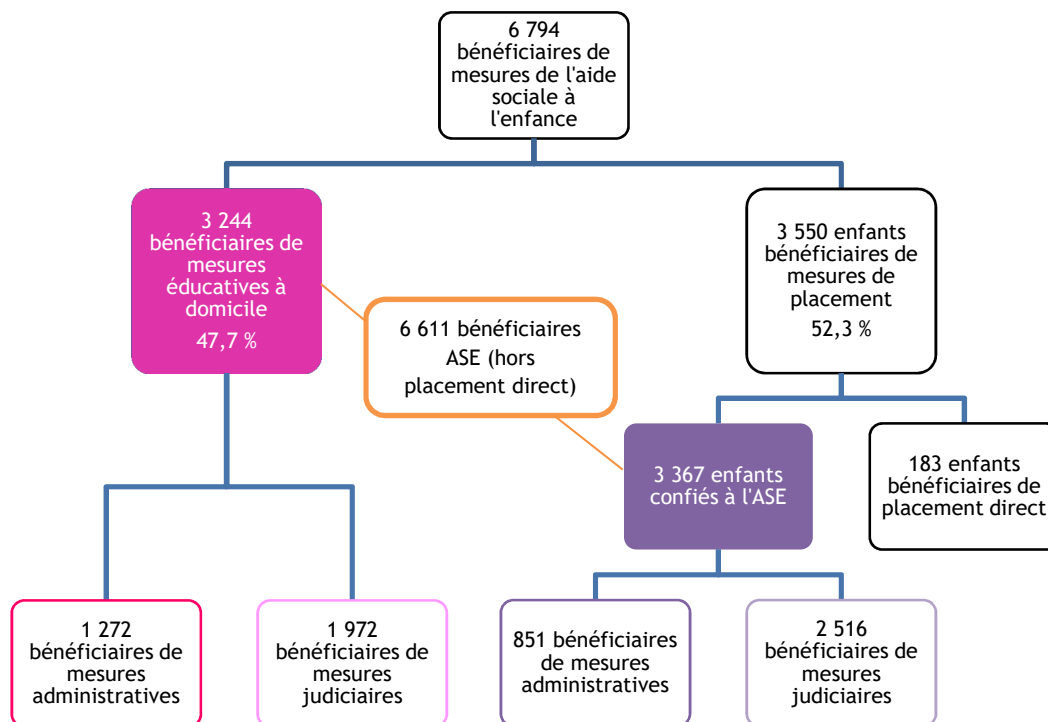 6 794
bénéficiaires de
mesures de l'aide
sociale à
l'enfance
3 244
bénéficiaires de
mesures
éducatives à
domicile
47,7 %
3 550 enfants
bénéficiaires de
mesures de
placement
52,3 %
6 611 bénéficiaires
ASE (hors
placement direct)
3 367 enfants
confiés à l'ASE
183 enfants
bénéficiaires de
placement direct
1 272
bénéficiaires de
mesures
administratives
1 972
bénéficiaires de
mesures
judiciaires
851 bénéficiaires
de mesures
administratives
2 516
bénéficiaires de
mesures
judiciaires